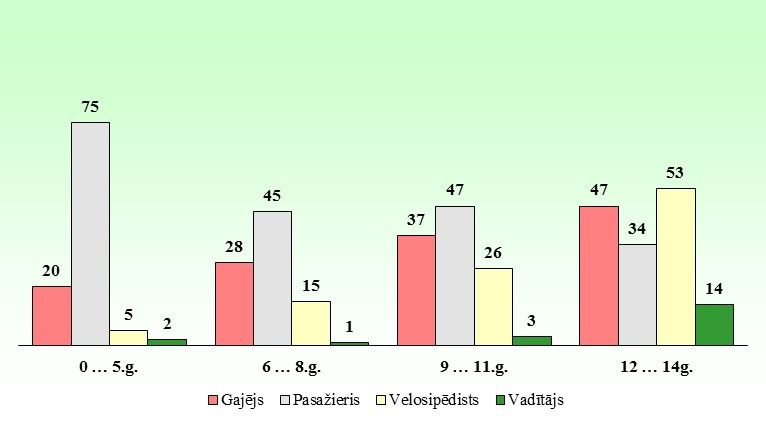 20 75 5 2
28 45 15 1
37 47 26 3
47 34 53 14
0 … 5.g. 6 … 8.g. 9 … 11.g. 12 … 14g.
Gajējs Pasažieris Velosipēdists Vadītājs